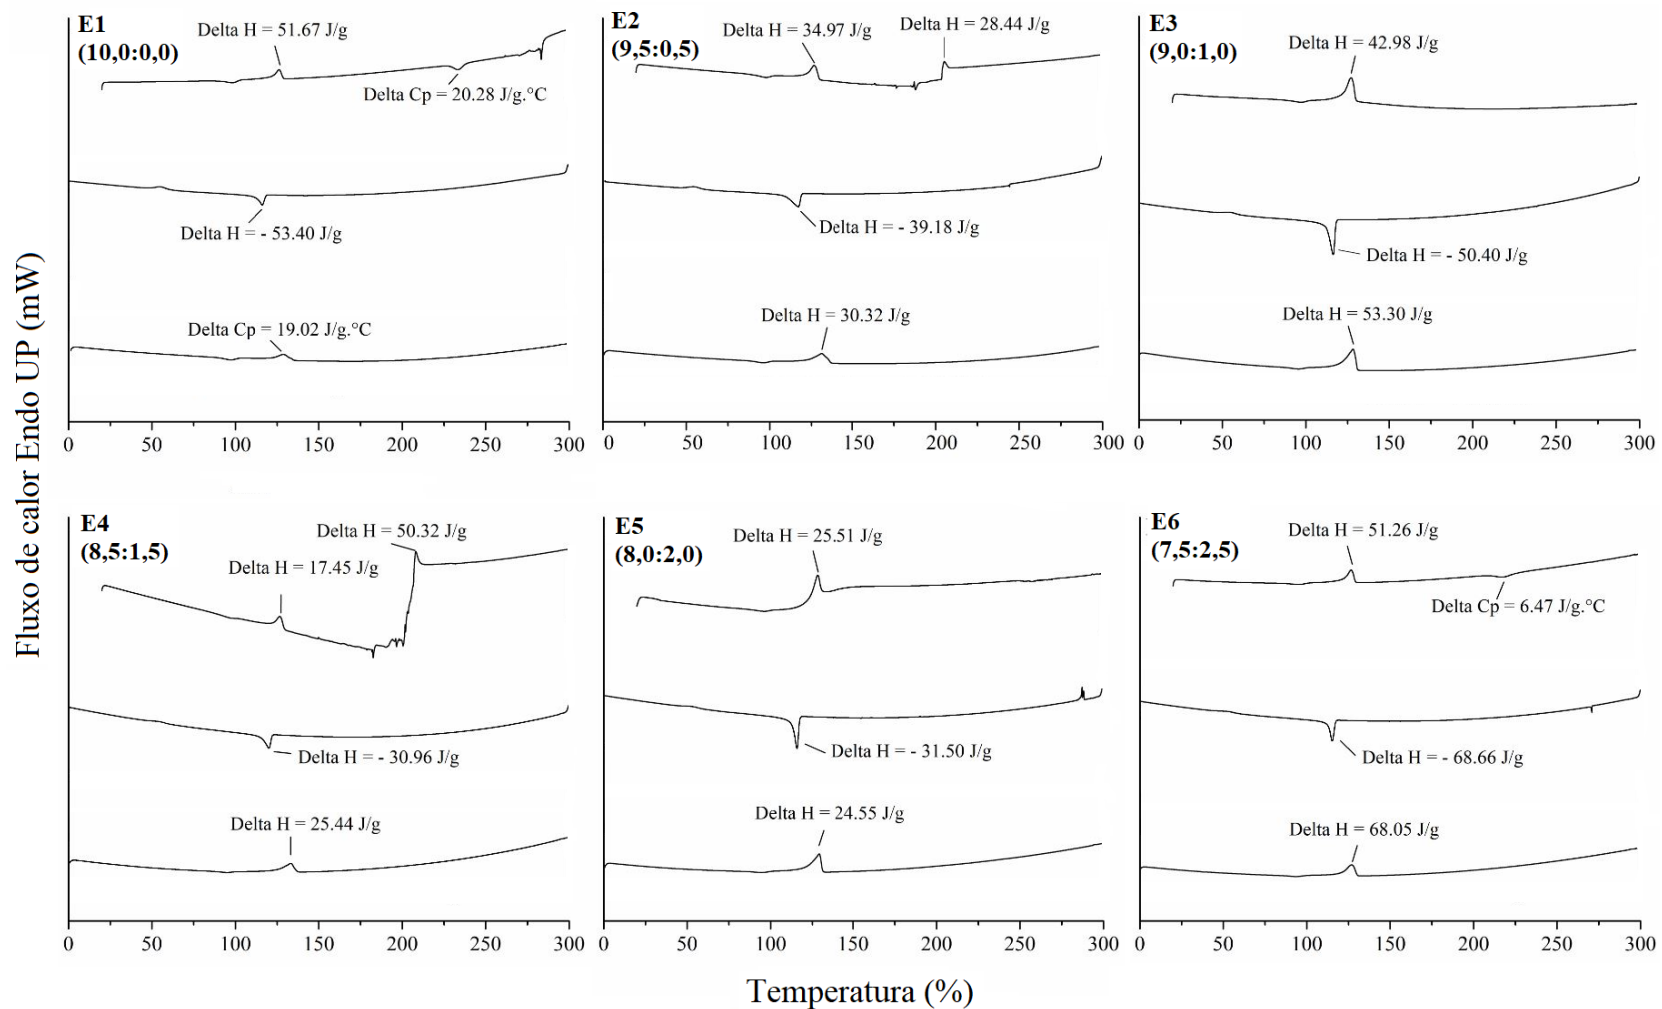 Fluxo de calor Endo UP (mW)
E1
(10,0:0,0)
Delta H = 51.67 J/g
Delta Cp = 20.28 J/g.°C
Delta H = - 53.40 J/g
Delta Cp = 19.02 J/g.°C
0 50 100 150 200 250 300
E2
(9,5:0,5)
Delta H = 34.97 J/g
Delta H = 28.44 J/g
Delta H = - 39.18 J/g
Delta H = 30.32 J/g
0 50 100 150 200 250 300
E3
(9,0:1,0)
Delta H = 42.98 J/g
Delta H = - 50.40 J/g
Delta H = 53.30 J/g
0 50 100 150 200 250 300
E4
(8,5:1,5)
Delta H = 50.32 J/g
Delta H = 17.45 J/g
Delta H = - 30.96 J/g
Delta H = 25.44 J/g
0 50 100 150 200 250 300
E5
(8,0:2,0)
Delta H = 25.51 J/g
Delta H = - 31.50 J/g
Delta H = 24.55 J/g
0 50 100 150 200 250 300
E6
(7,5:2,5)
Delta H = 51.26 J/g
Delta Cp = 6.47 J/g.°C
Delta H = - 68.66 J/g
Delta H = 68.05 J/g
0 50 100 150 200 250 300
Temperatura (%)